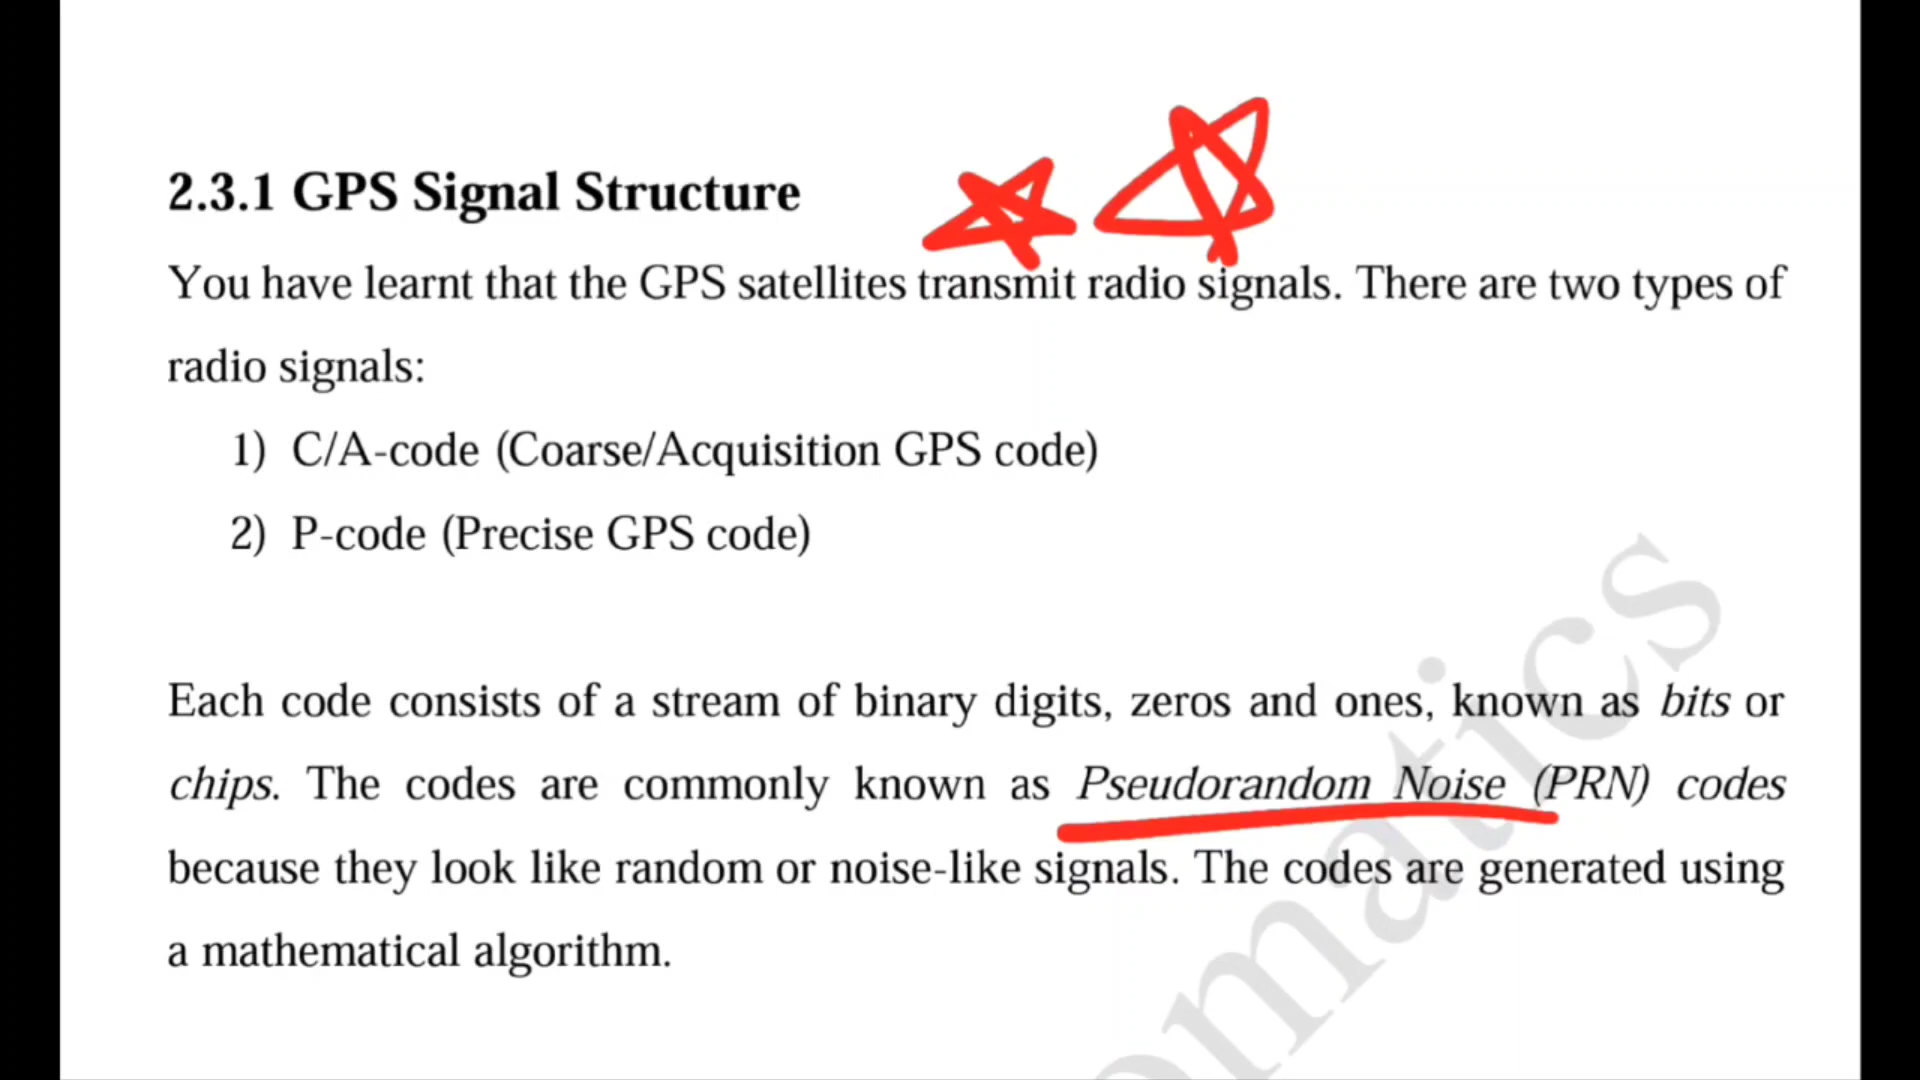 2.3.1 GPS Signal Structure
You have learnt that the GPS satellites transmit radio signals. There are two types of
radio signals:
1) C/A-code (Coarse/Acquisition GPS code)
2) P-code (Precise GPS code)
Each code consists of a stream of binary digits, zeros and ones, known as bits or
chips. The codes are commonly known as Pseudorandom Noise (PRN) codes
because they look like random or noise-like signals. The codes are generated using
a mathematical algorithm.
omatics